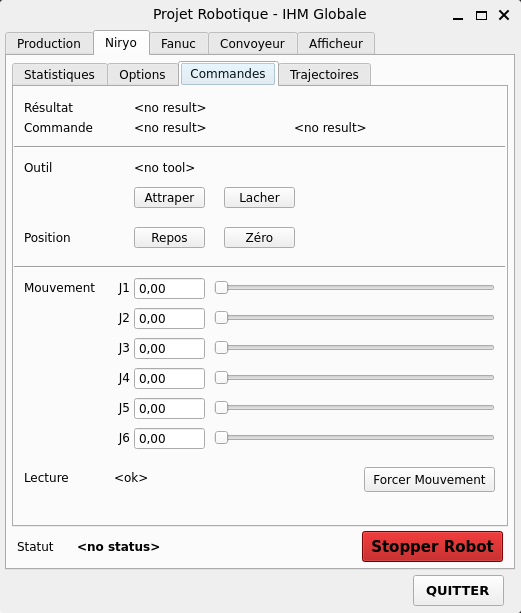 Projet Robotique - IHM Globale
Production Niryo Fanuc Convoyeur Afficheur
Statistiques Options Commandes Trajectoires
Résultat <no result>
Commande <no result> <no result>
Outil <no tool>
Attraper Lacher
Position Repos Zéro
Mouvement J1 0,00
J2 0,00
J3 0,00
J4 0,00
J5 0,00
J6 0,00
Lecture <ok> Forcer Mouvement
Statut <no status> Stopper Robot
QUITTER